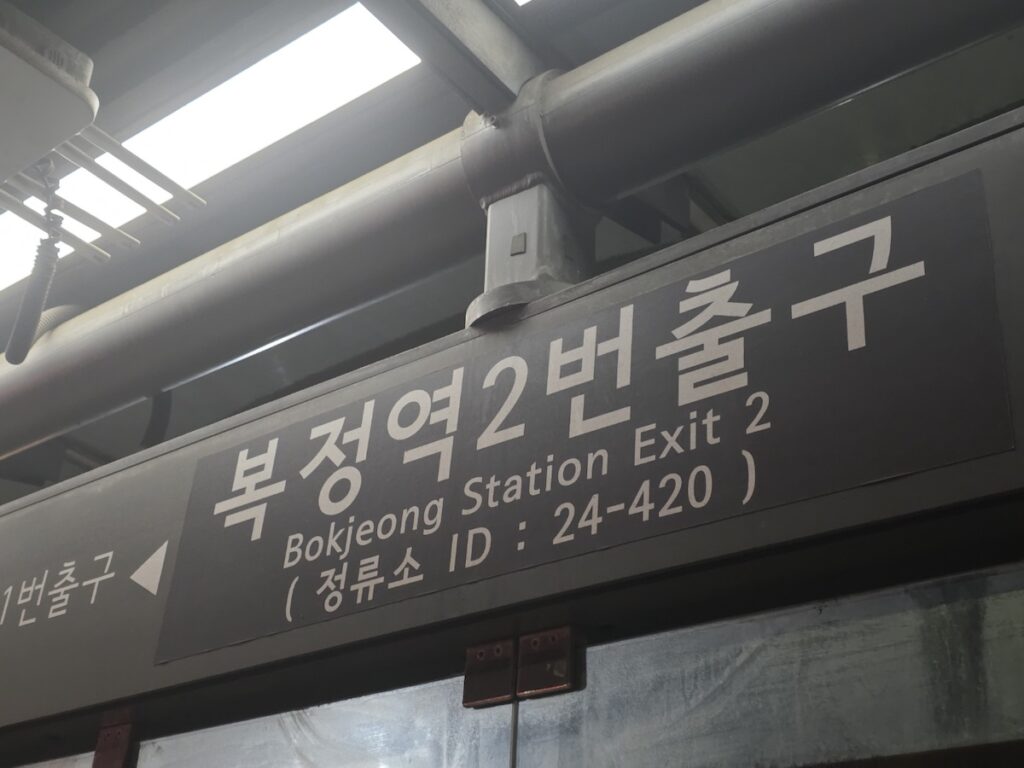 복정역2번출구
Bokjeong Station Exit 2
( 정류소 ID : 24-420 )
1번출구 ◀